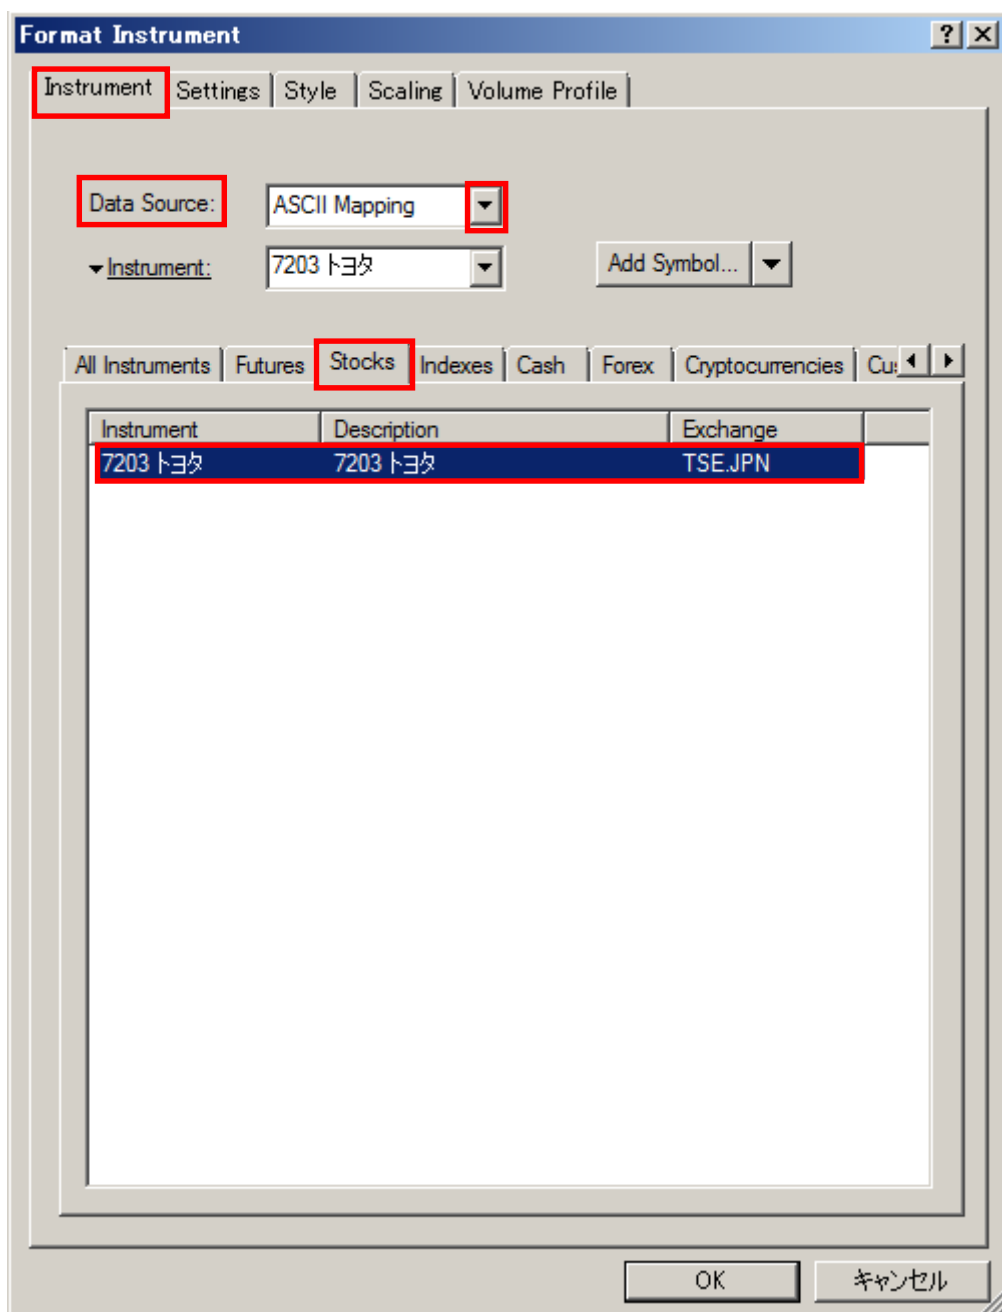 Format Instrument
Instrument Settings Style Scaling Volume Profile
Data Source: ASCII Mapping
Instrument: 7203 トヨタ Add Symbol...
All Instruments Futures Stocks Indexes Cash Forex Cryptocurrencies
Instrument Description Exchange
7203 トヨタ 7203 トヨタ TSE.JPN
OK キャンセル